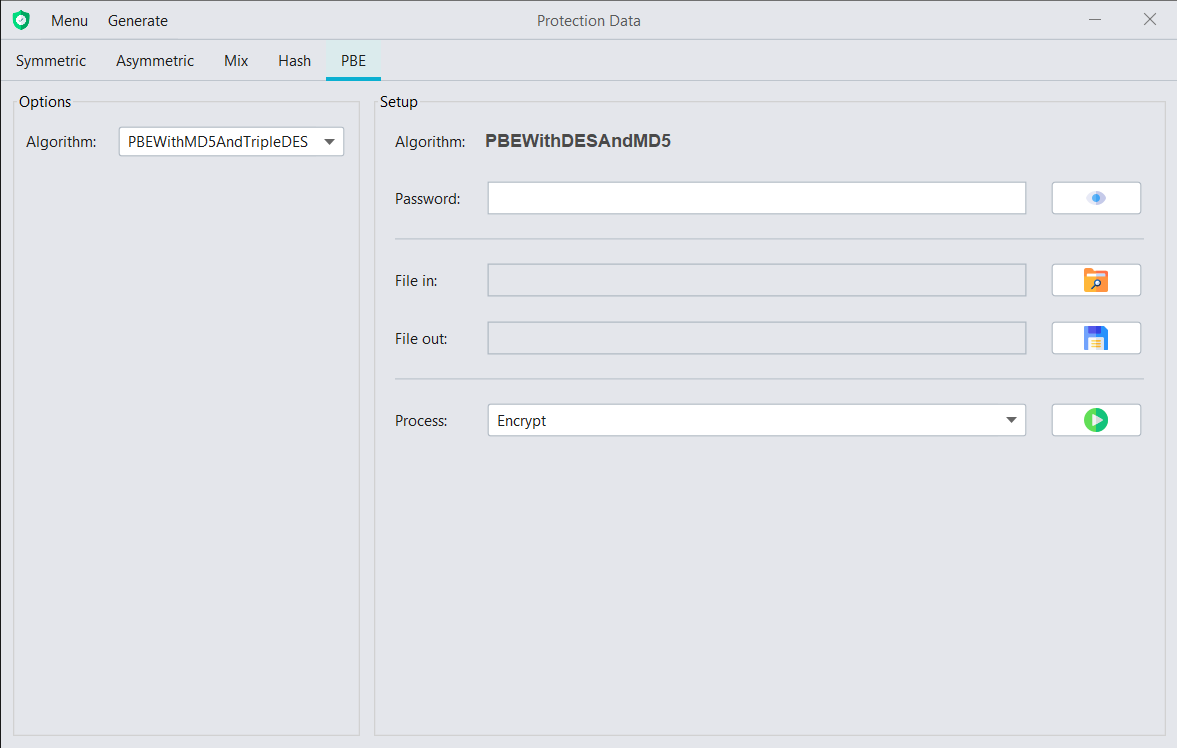 Menu Generate Protection Data
Symmetric Asymmetric Mix Hash PBE
Options
Algorithm: PBEWithMD5AndTripleDES
Setup
Algorithm: PBEWithDESAndMD5
Password:
File in:
File out:
Process: Encrypt